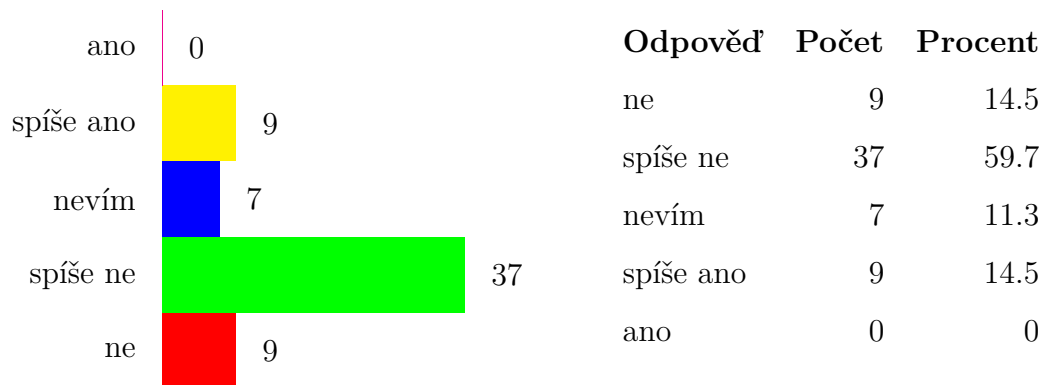 ano 0
spíše ano 9
nevím 7
spíše ne 37
ne 9
Odpověď Počet Procent
ne 9 14.5
spíše ne 37 59.7
nevím 7 11.3
spíše ano 9 14.5
ano 0 0